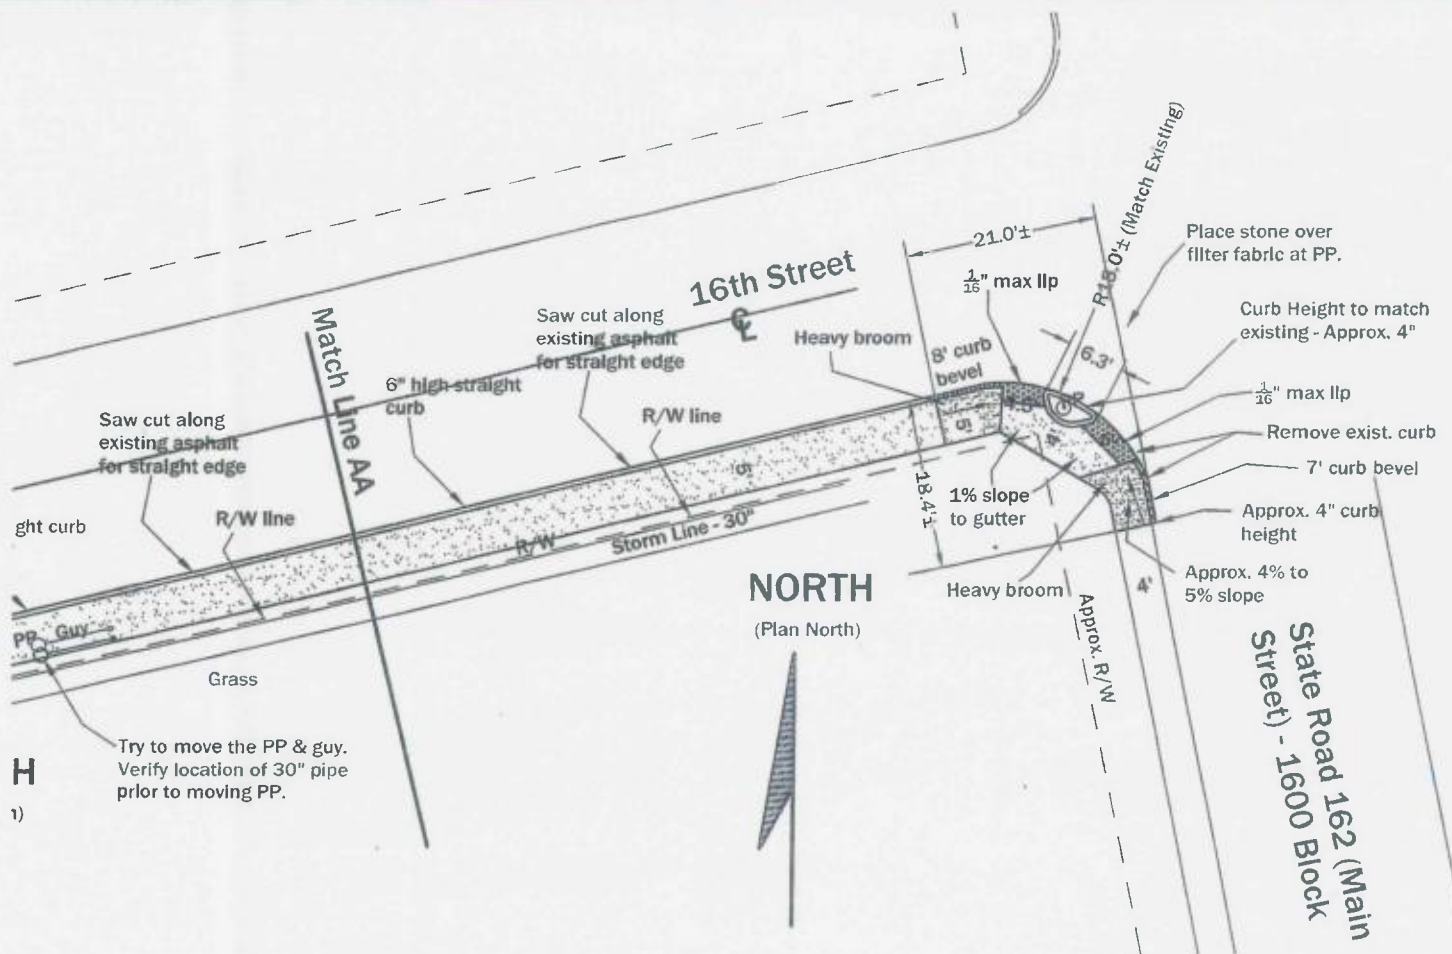 21.0'±
R18.0'± (Match Existing)
Place stone over
filter fabric at PP.
1/16" max lip
16th Street
CL
Curb Height to match
existing - Approx. 4"
6.3'
Saw cut along
existing asphalt
for straight edge
Heavy broom
8' curb
bevel
Match Line AA
6" high straight
curb
R/W line
1/16" max lip
Saw cut along
existing asphalt
for straight edge
Remove exist. curb
5'
5'
4'
7' curb bevel
18.4'±
1% slope
to gutter
ght curb
R/W line
R/W
Storm Line - 30"
Approx. 4" curb
height
NORTH
(Plan North)
Heavy broom
4'
Approx. 4% to
5% slope
PP
Guy
Approx. R/W
Grass
State Road 162 (Main
Street) - 1600 Block
Try to move the PP & guy.
Verify location of 30" pipe
prior to moving PP.
H